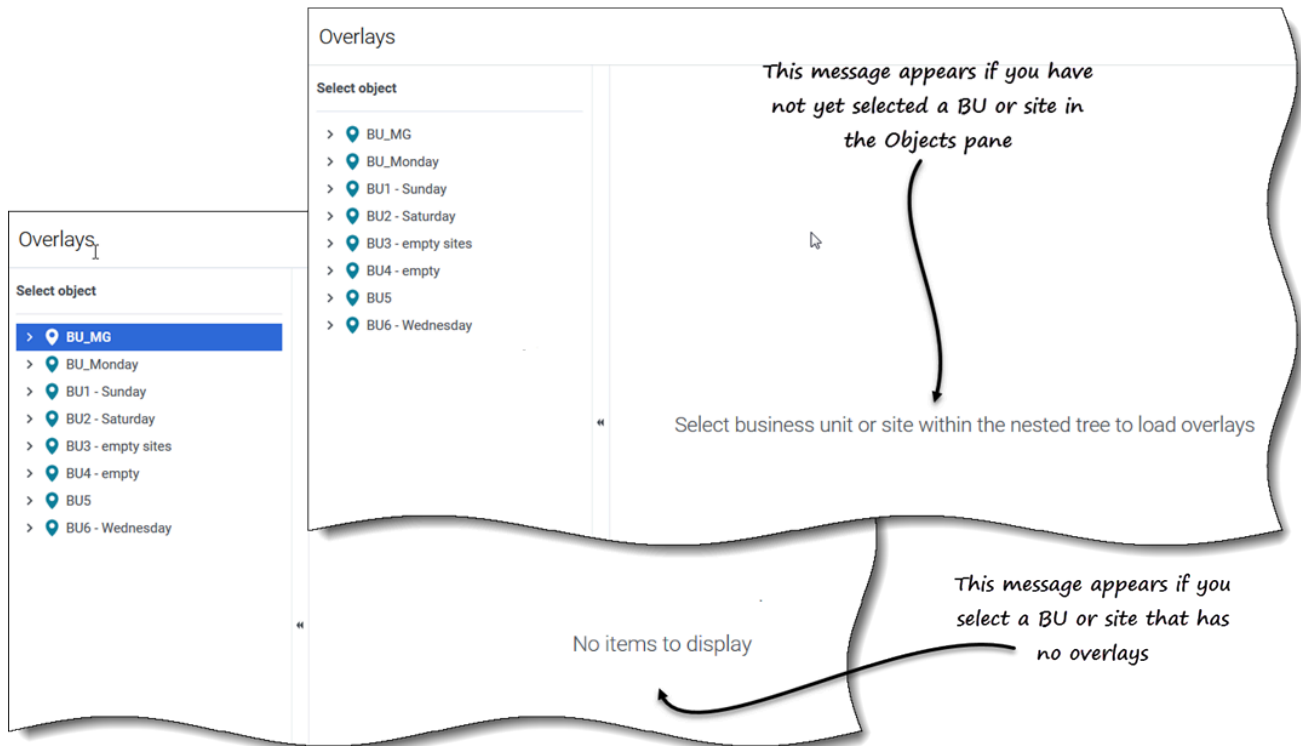 Overlays
Select object
BU_MG
BU_Monday
BU1 - Sunday
BU2 - Saturday
BU3 - empty sites
BU4 - empty
BU5
BU6 - Wednesday
This message appears if you have
not yet selected a BU or site in
the Objects pane
Select business unit or site within the nested tree to load overlays
Overlays
Select object
BU_MG
BU_Monday
BU1 - Sunday
BU2 - Saturday
BU3 - empty sites
BU4 - empty
BU5
BU6 - Wednesday
No items to display
This message appears if you
select a BU or site that has
no overlays